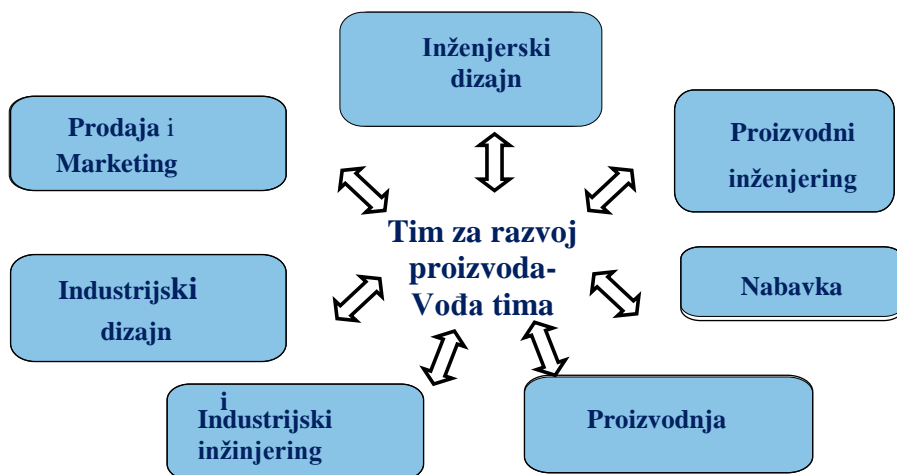 Inženjerski
dizajn
Prodaja i
Marketing
Proizvodni
inženjering
Tim za razvoj
proizvoda-
Vođa tima
Industrijski
dizajn
Nabavka
i
Industrijski
inžinjering
Proizvodnja